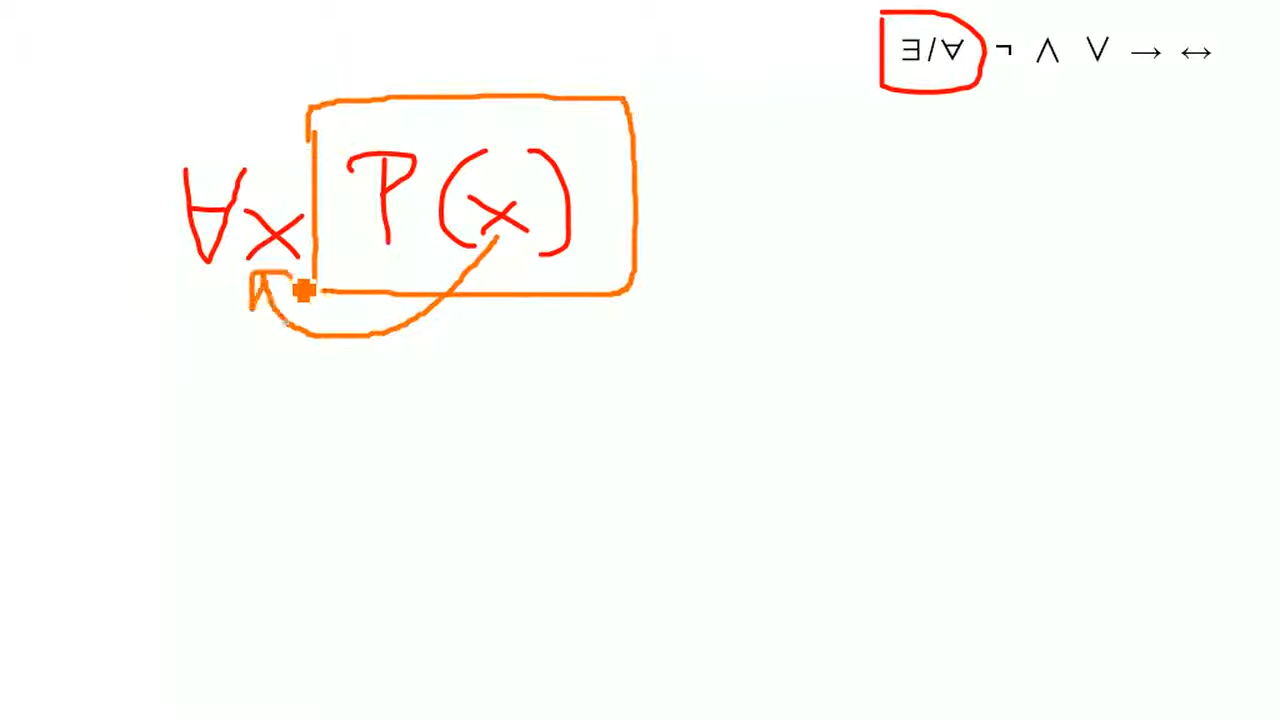 ∃/∀ ¬ ∧ ∨ → ↔
∀x P(x)